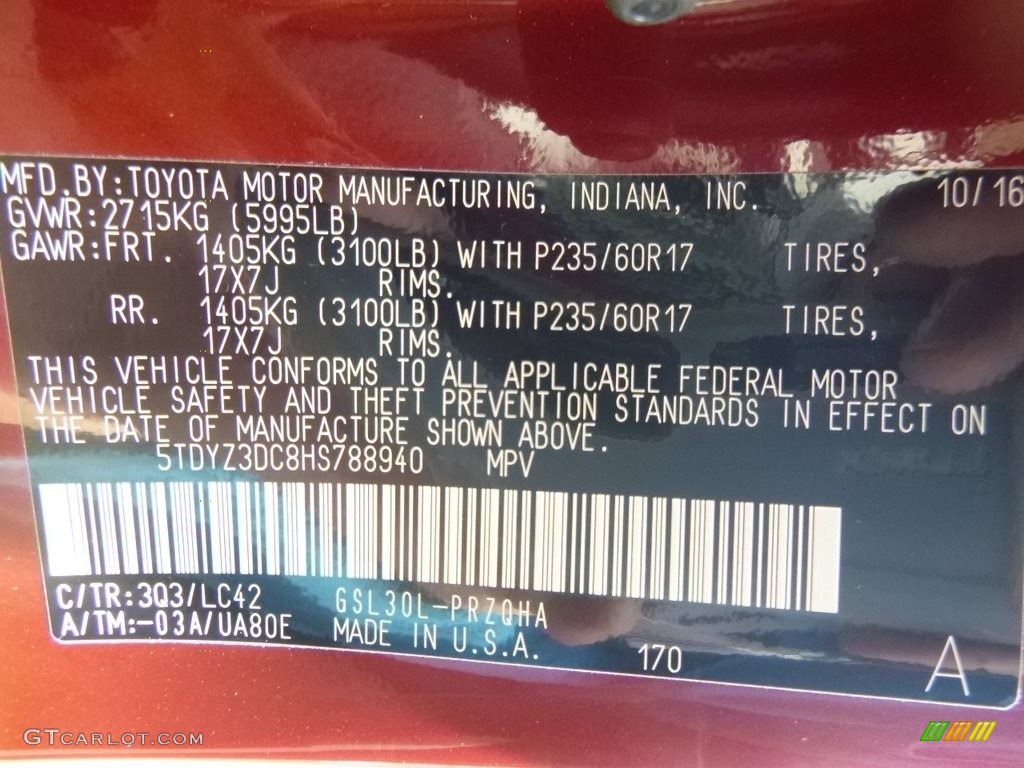 MFD.BY:TOYOTA MOTOR MANUFACTURING, INDIANA, INC. 10/16
GVWR:2715KG (5995LB)
GAWR:FRT. 1405KG (3100LB) WITH P235/60R17 TIRES,
17X7J RIMS.
RR. 1405KG (3100LB) WITH P235/60R17 TIRES,
17X7J RIMS.
THIS VEHICLE CONFORMS TO ALL APPLICABLE FEDERAL MOTOR
VEHICLE SAFETY AND THEFT PREVENTION STANDARDS IN EFFECT ON
THE DATE OF MANUFACTURE SHOWN ABOVE.
5TDYZ3DC8HS788940 MPV
C/TR:3Q3/LC42 GSL30L-PRZQHA
A/TM:-03A/UA80E MADE IN U.S.A. 170 A
GTCARLOT.COM